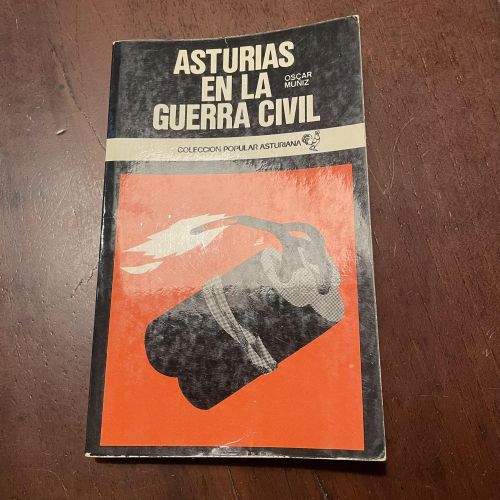 ASTURIAS
EN LA
OSCAR
MUÑIZ
GUERRA CIVIL
COLECCION POPULAR ASTURIANA